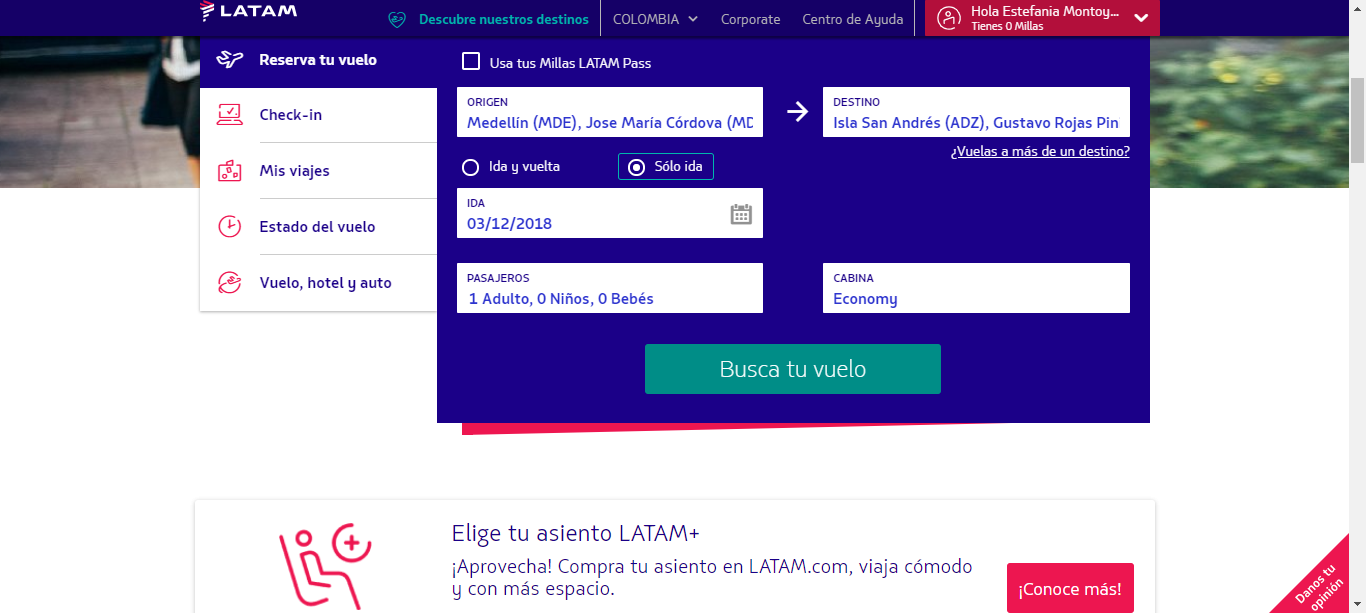 LATAM
Descubre nuestros destinos
COLOMBIA
Corporate
Centro de Ayuda
Hola Estefania Montoy...
Tienes 0 Millas
Reserva tu vuelo
Check-in
Mis viajes
Estado del vuelo
Vuelo, hotel y auto
Usa tus Millas LATAM Pass
ORIGEN
Medellín (MDE), Jose María Córdova (MD
DESTINO
Isla San Andrés (ADZ), Gustavo Rojas Pin
¿Vuelas a más de un destino?
Ida y vuelta
Sólo ida
IDA
03/12/2018
PASAJEROS
1 Adulto, 0 Niños, 0 Bebés
CABINA
Economy
Busca tu vuelo
Elige tu asiento LATAM+
¡Aprovecha! Compra tu asiento en LATAM.com, viaja cómodo
y con más espacio.
¡Conoce más!
Danos tu
opinión